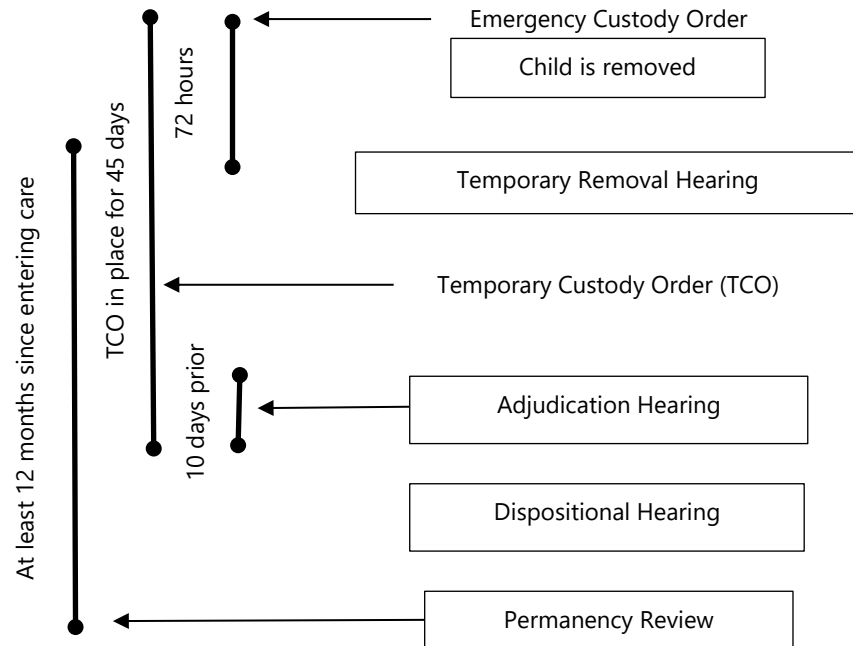 Emergency Custody Order
Child is removed
72 hours
TCO in place for 45 days
At least 12 months since entering care
Temporary Removal Hearing
Temporary Custody Order (TCO)
10 days prior
Adjudication Hearing
Dispositional Hearing
Permanency Review